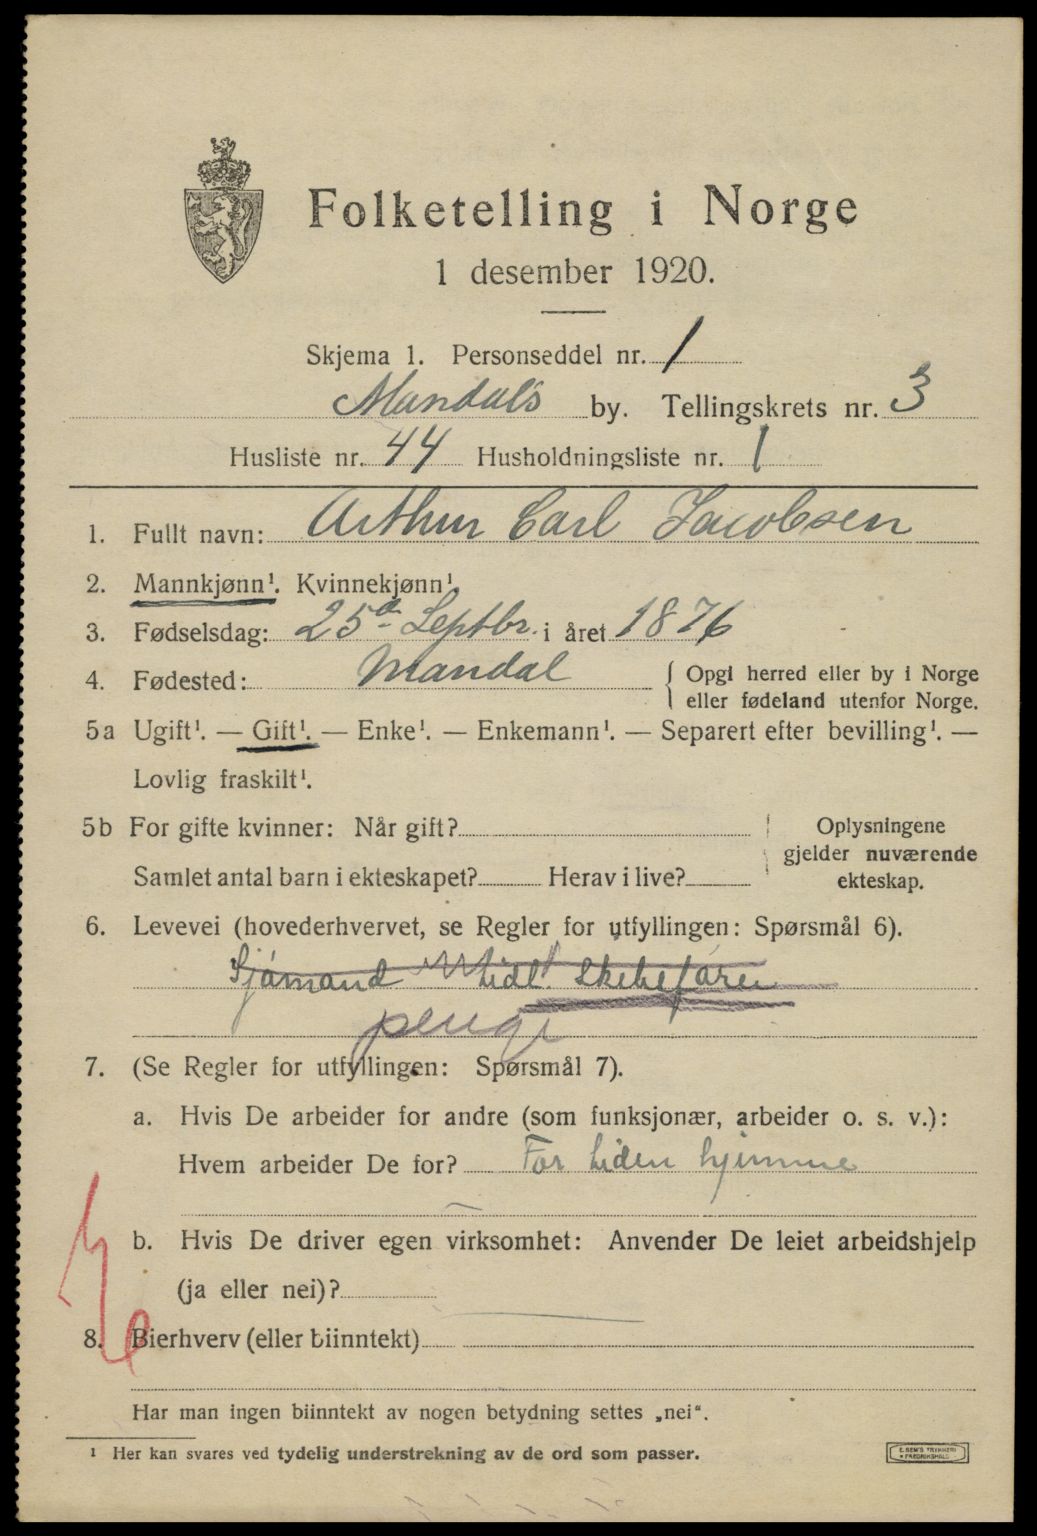 Folketelling i Norge
1 desember 1920.
Skjema 1. Personseddel nr. 1
Mandals by. Tellingskrets nr. 3
Husliste nr. 44 Husholdningsliste nr. 1
1. Fullt navn: Arthur Carl Jacobsen
2. Mannkjønn¹. Kvinnekjønn¹.
3. Fødselsdag: 25de Septbr. i året 1876
4. Fødested: Mandal { Opgi herred eller by i Norge
eller fødeland utenfor Norge.
5a Ugift¹. — Gift¹. — Enke¹. — Enkemann¹. — Separert efter bevilling¹. —
Lovlig fraskilt¹.
5b For gifte kvinner: Når gift?
Samlet antal barn i ekteskapet? Herav i live?
Oplysningene
gjelder nuværende
ekteskap.
6. Levevei (hovederhvervet, se Regler for utfyllingen: Spørsmål 6).
Sjømand
7. (Se Regler for utfyllingen: Spørsmål 7).
a. Hvis De arbeider for andre (som funksjonær, arbeider o. s. v.):
Hvem arbeider De for? For tiden hjemme
b. Hvis De driver egen virksomhet: Anvender De leiet arbeidshjelp
(ja eller nei)?
8. Bierhverv (eller biinntekt)
Har man ingen biinntekt av nogen betydning settes „nei“.
¹ Her kan svares ved tydelig understrekning av de ord som passer.
E. SEM'S TRYKKERI
FREDRIKSHALD